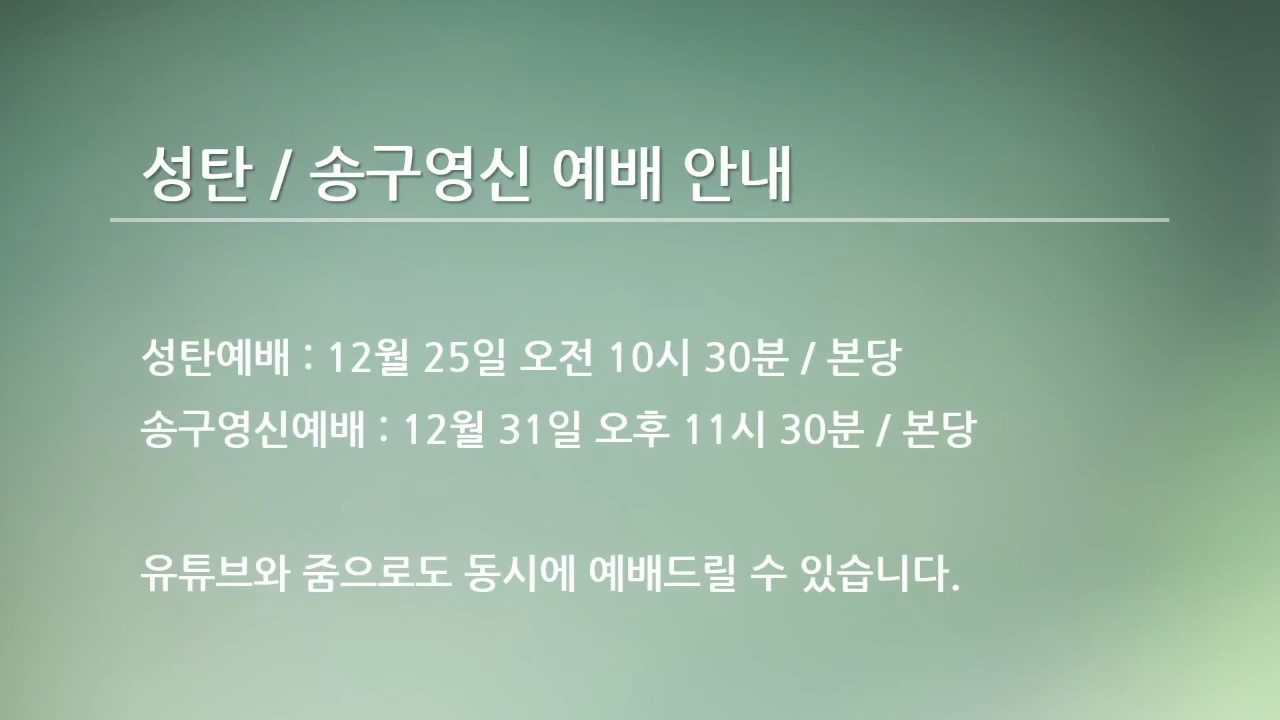 성탄 / 송구영신 예배 안내
성탄예배 : 12월 25일 오전 10시 30분 / 본당
송구영신예배 : 12월 31일 오후 11시 30분 / 본당
유튜브와 줌으로도 동시에 예배드릴 수 있습니다.